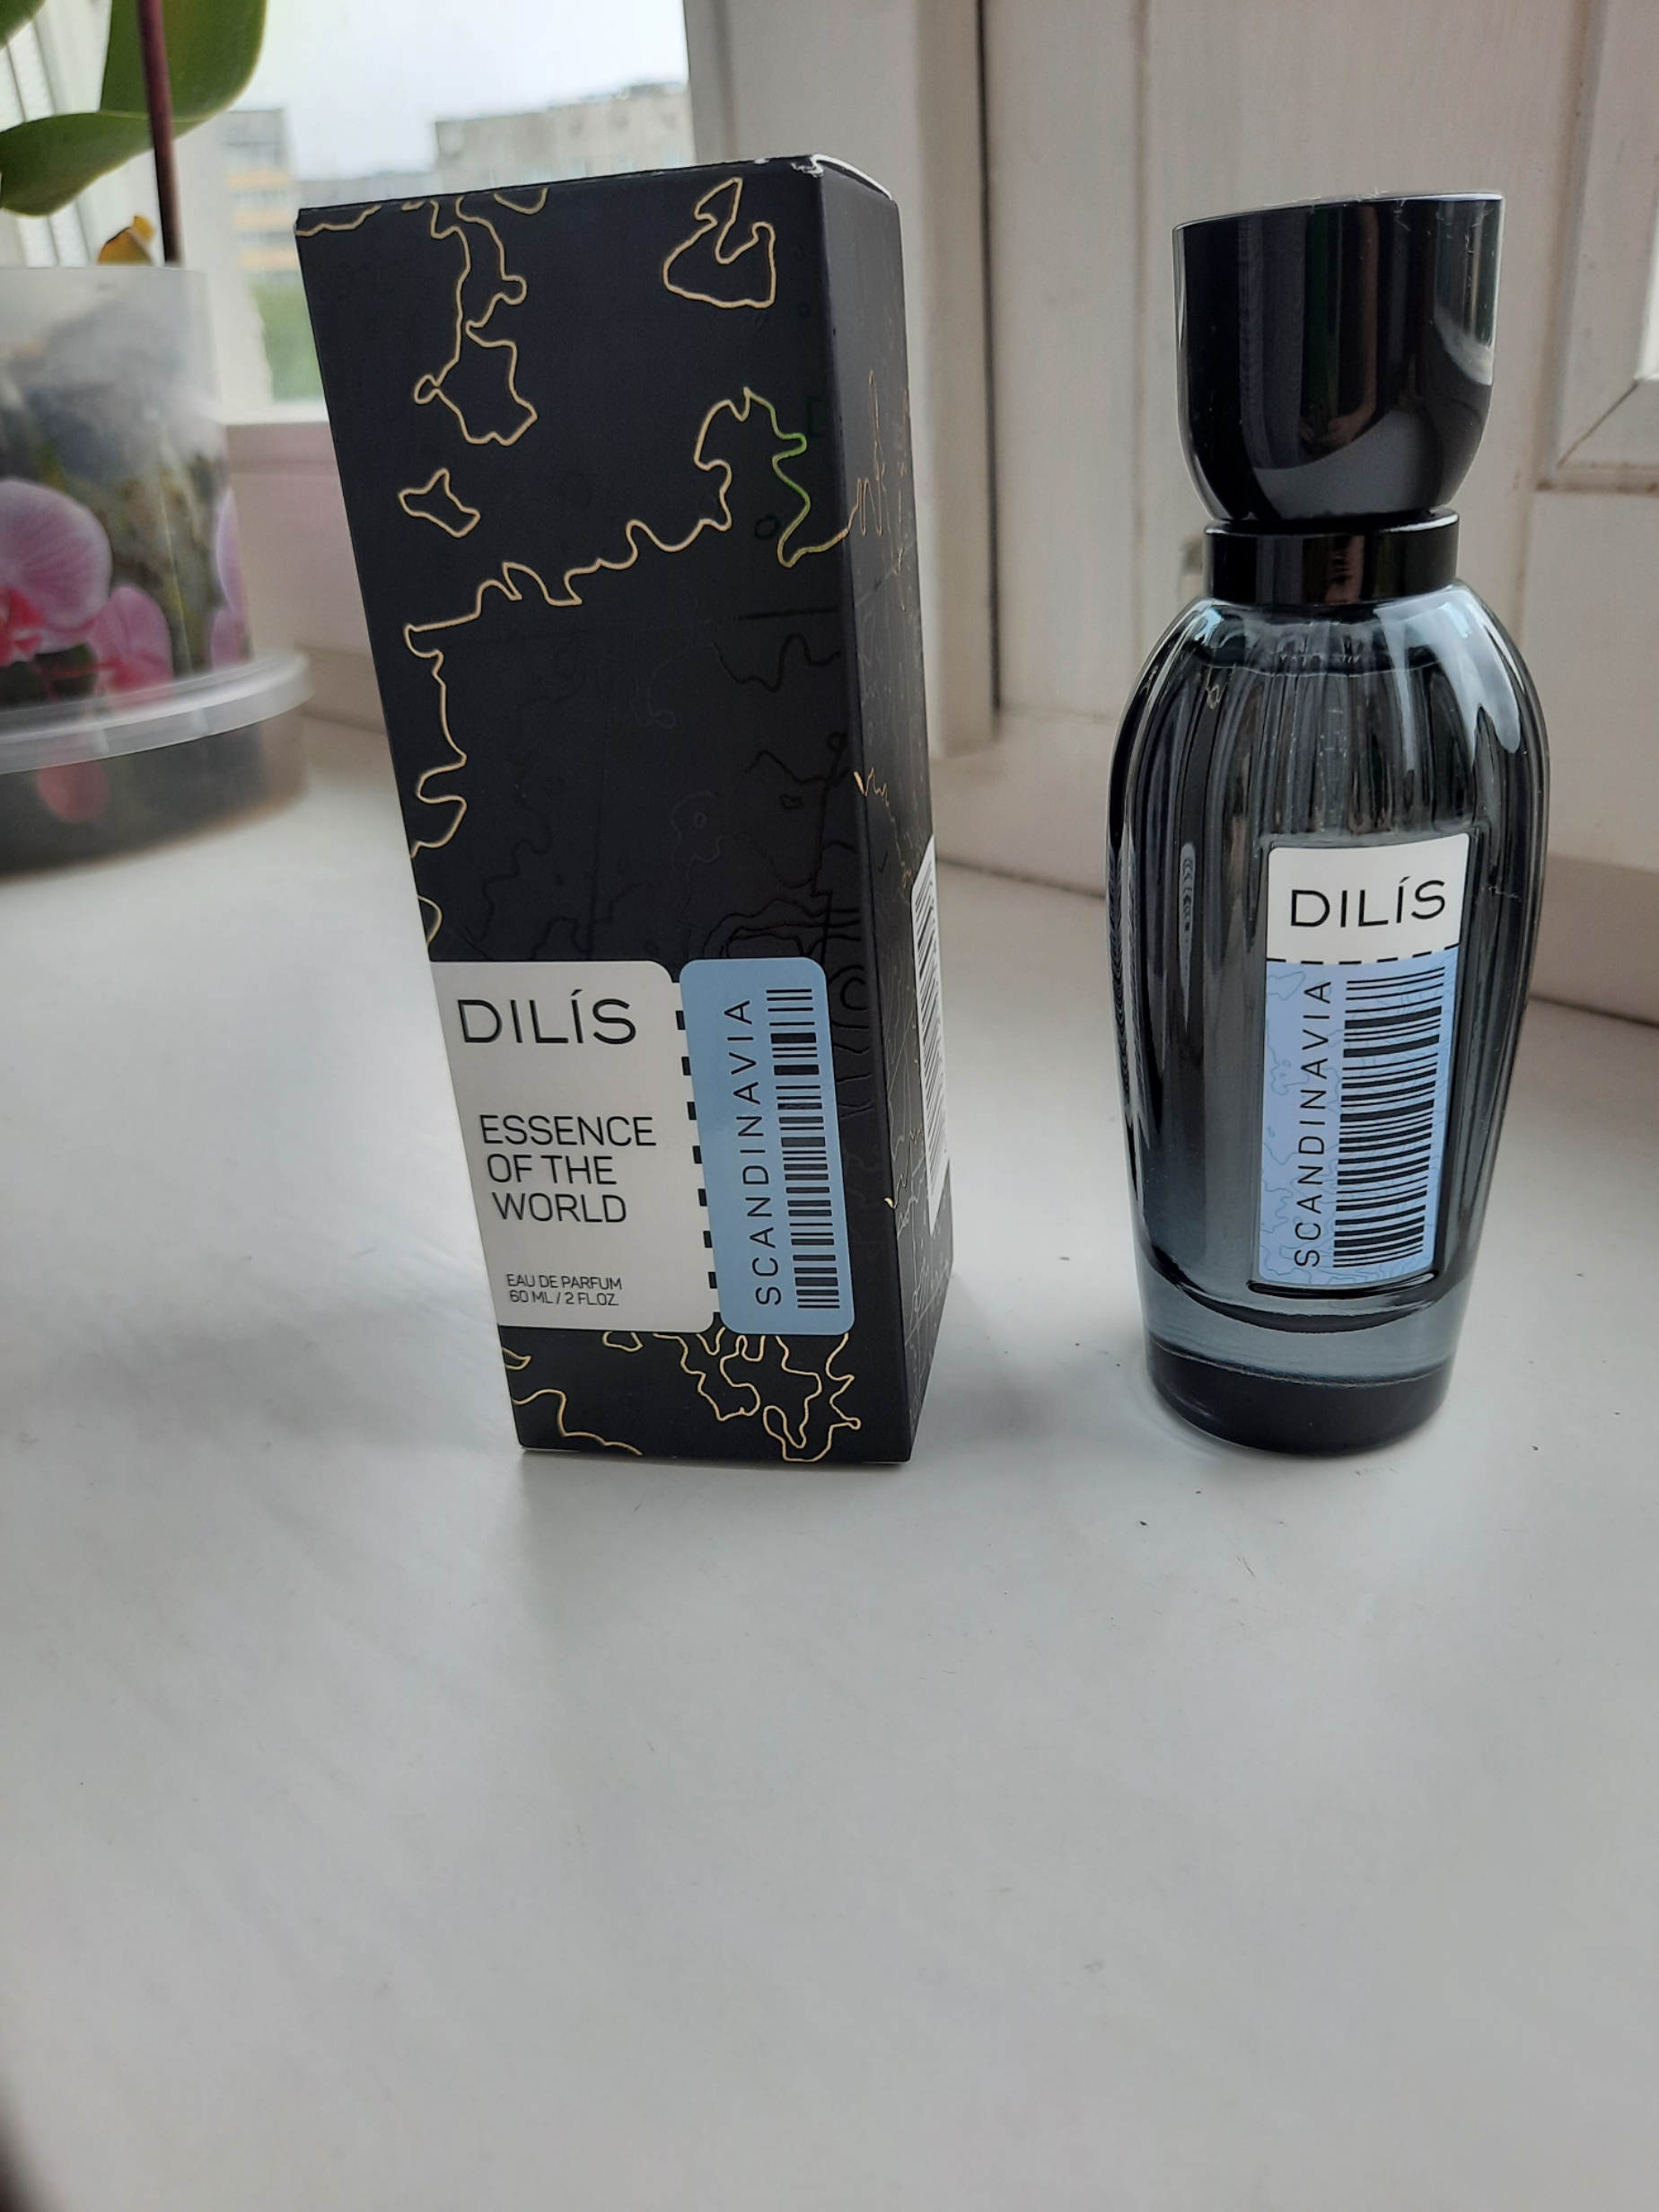 DILÍS
ESSENCE
OF THE
WORLD
EAU DE PARFUM
60 ML / 2 FL.OZ.
SCANDINAVIA
DILÍS
SCANDINAVIA